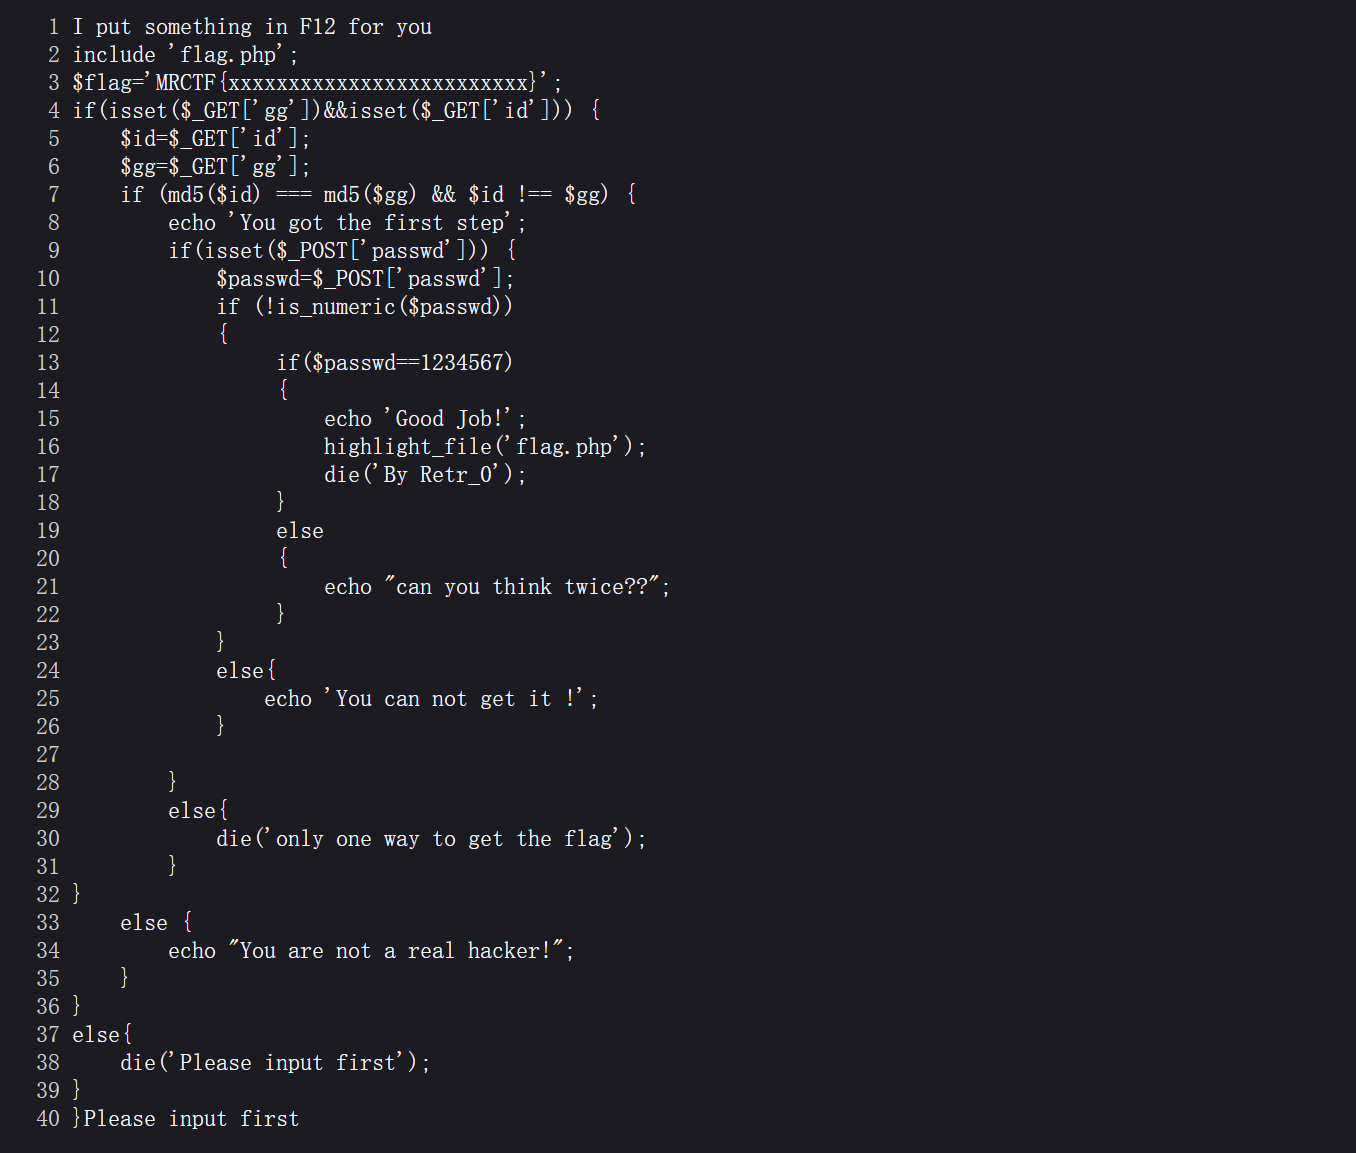 1 I put something in F12 for you
2 include 'flag.php';
3 $flag='MRCTF{xxxxxxxxxxxxxxxxxxxxxxxxx}';
4 if(isset($_GET['gg'])&&isset($_GET['id'])) {
5     $id=$_GET['id'];
6     $gg=$_GET['gg'];
7     if (md5($id) === md5($gg) && $id !== $gg) {
8         echo 'You got the first step';
9         if(isset($_POST['passwd'])) {
10             $passwd=$_POST['passwd'];
11             if (!is_numeric($passwd))
12             {
13                  if($passwd==1234567)
14                  {
15                      echo 'Good Job!';
16                      highlight_file('flag.php');
17                      die('By Retr_0');
18                  }
19                  else
20                  {
21                      echo "can you think twice??";
22                  }
23             }
24             else{
25                 echo 'You can not get it !';
26             }
27
28         }
29         else{
30             die('only one way to get the flag');
31         }
32 }
33     else {
34         echo "You are not a real hacker!";
35     }
36 }
37 else{
38     die('Please input first');
39 }
40 }Please input first